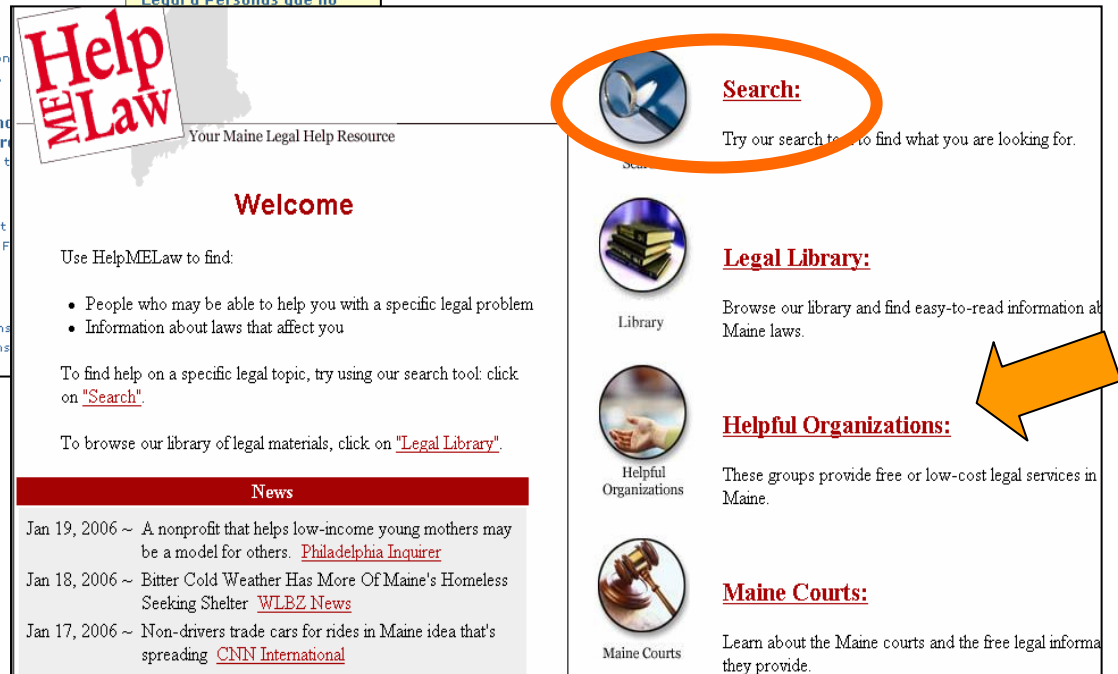 Legal a Personas que no
Help
ME Law
Your Maine Legal Help Resource
Welcome
Use HelpMELaw to find:
• People who may be able to help you with a specific legal problem
• Information about laws that affect you
To find help on a specific legal topic, try using our search tool: click
on "Search".
To browse our library of legal materials, click on "Legal Library".
News
Jan 19, 2006 ~ A nonprofit that helps low-income young mothers may
be a model for others. Philadelphia Inquirer
Jan 18, 2006 ~ Bitter Cold Weather Has More Of Maine's Homeless
Seeking Shelter WLBZ News
Jan 17, 2006 ~ Non-drivers trade cars for rides in Maine idea that's
spreading CNN International
Search:
Try our search to find what you are looking for.
Library
Legal Library:
Browse our library and find easy-to-read information
Maine laws.
Helpful
Organizations
Helpful Organizations:
These groups provide free or low-cost legal services in
Maine.
Maine Courts
Maine Courts:
Learn about the Maine courts and the free legal
they provide.